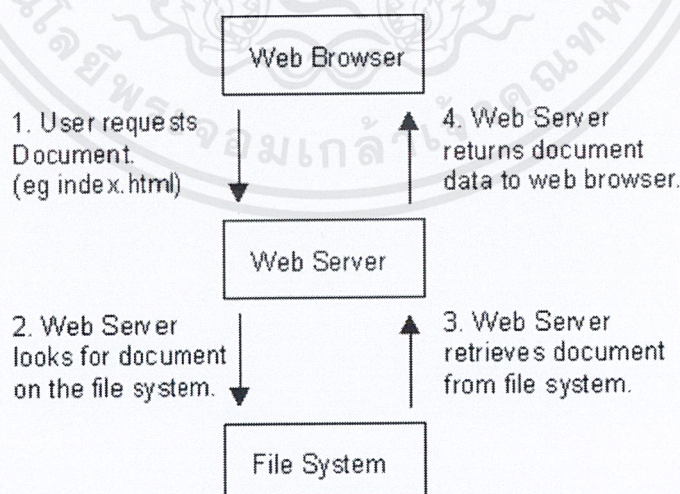 Web Browser
1. User requests
Document.
(eg index.html)
4. Web Server
returns document
data to web browser.
Web Server
2. Web Server
looks for document
on the file system.
3. Web Server
retrieves document
from file system.
File System